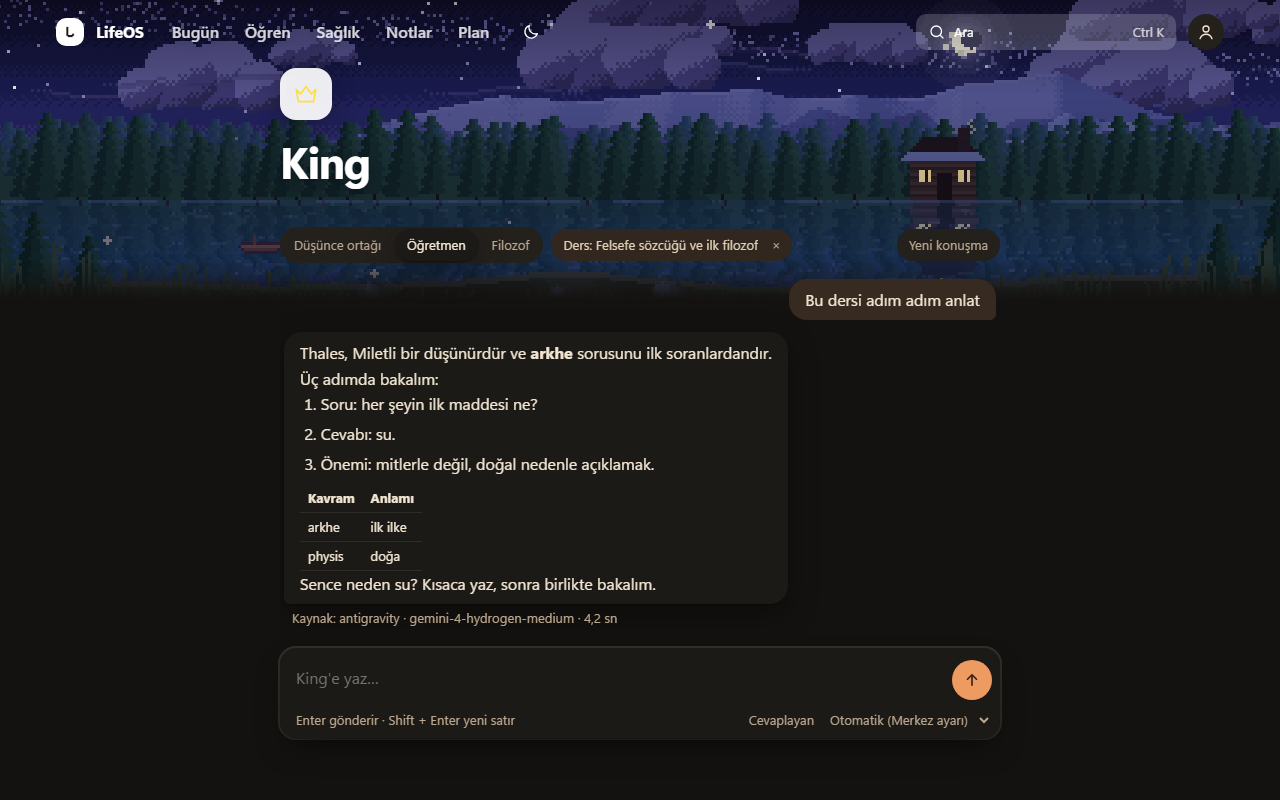 LifeOS Bugün Öğren Sağlık Notlar Plan Ara Ctrl K
King
Düşünce ortağı Öğretmen Filozof Ders: Felsefe sözcüğü ve ilk filozof × Yeni konuşma
Bu dersi adım adım anlat
Thales, Miletli bir düşünürdür ve arkhe sorusunu ilk soranlardandır.
Üç adımda bakalım:
1. Soru: her şeyin ilk maddesi ne?
2. Cevabı: su.
3. Önemi: mitlerle değil, doğal nedenle açıklamak.
Kavram Anlamı
arkhe ilk ilke
physis doğa
Sence neden su? Kısaca yaz, sonra birlikte bakalım.
Kaynak: antigravity · gemini-4-hydrogen-medium · 4,2 sn
King'e yaz...
Enter gönderir · Shift + Enter yeni satır Cevaplayan Otomatik (Merkez ayarı)